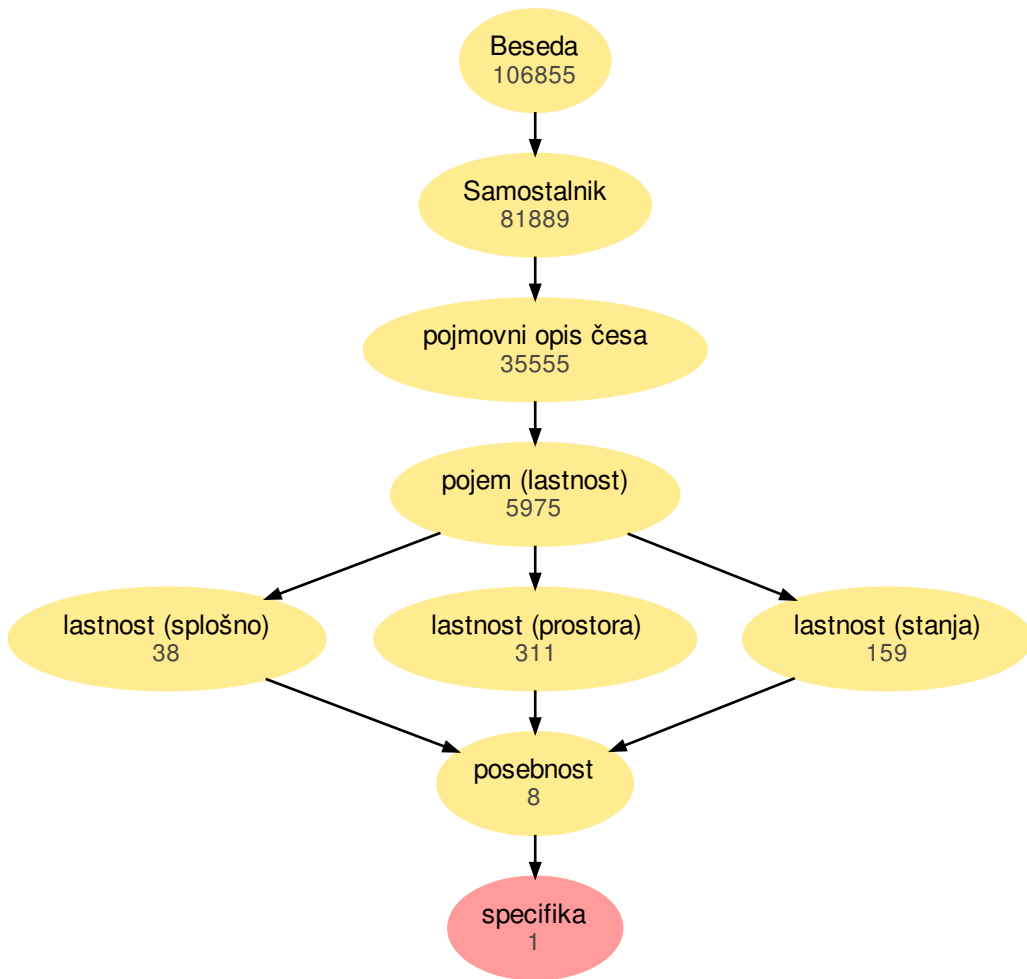 Beseda
106855
Samostalnik
81889
pojmovni opis česa
35555
pojem (lastnost)
5975
lastnost (splošno)
38
lastnost (prostora)
311
lastnost (stanja)
159
posebnost
8
specifika
1